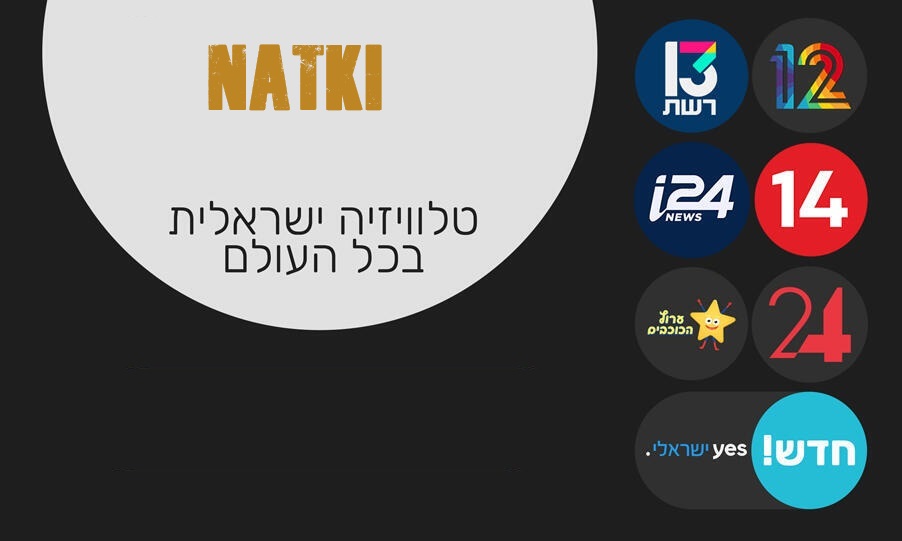 NATKI
טלוויזיה ישראלית
בכל העולם
13
רשת
12
i24
NEWS
14
ערוץ
הכוכבים
24
yes ישראלי.
חדש!